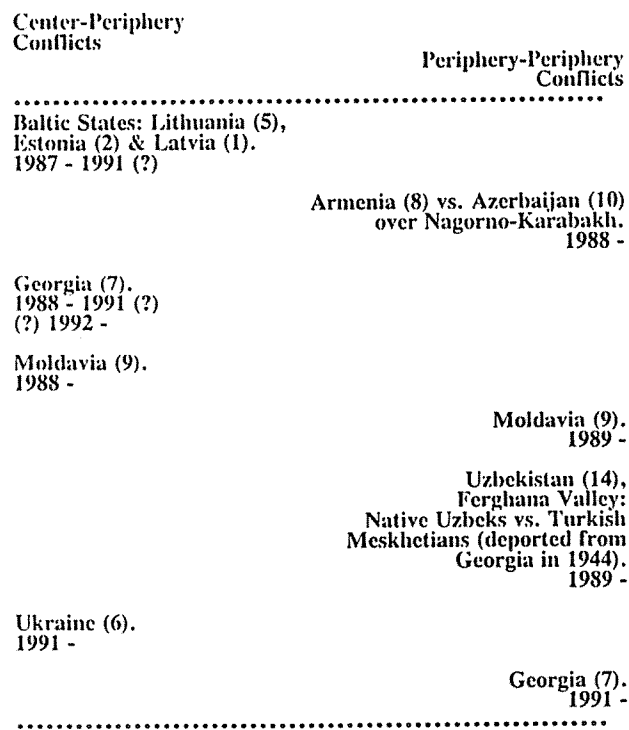 Center-Periphery
Conflicts
Periphery-Periphery
Conflicts
Baltic States: Lithuania (5),
Estonia (2) & Latvia (1).
1987 - 1991 (?)
Armenia (8) vs. Azerbaijan (10)
over Nagorno-Karabakh.
1988 -
Georgia (7).
1988 - 1991 (?)
(?) 1992 -
Moldavia (9).
1988 -
Moldavia (9).
1989 -
Uzbekistan (14),
Ferghana Valley:
Native Uzbeks vs. Turkish
Meskhetians (deported from
Georgia in 1944).
1989 -
Ukraine (6).
1991 -
Georgia (7).
1991 -